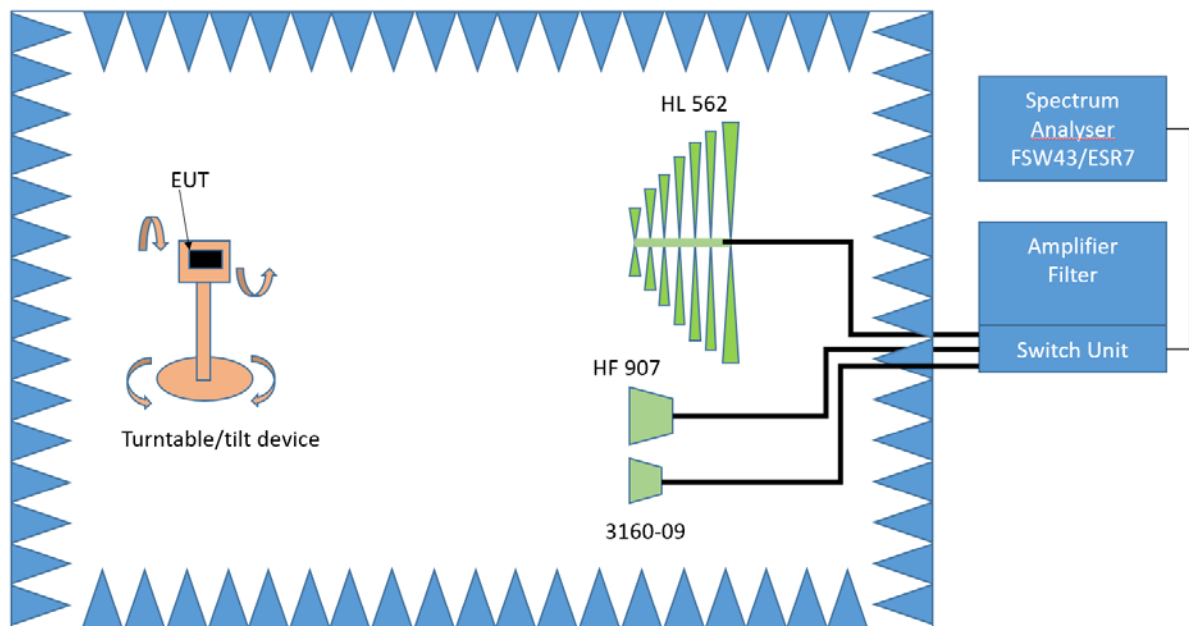 HL 562
Spectrum
Analyser
FSW43/ESR7
EUT
Amplifier
Filter
Switch Unit
HF 907
Turntable/tilt device
3160-09